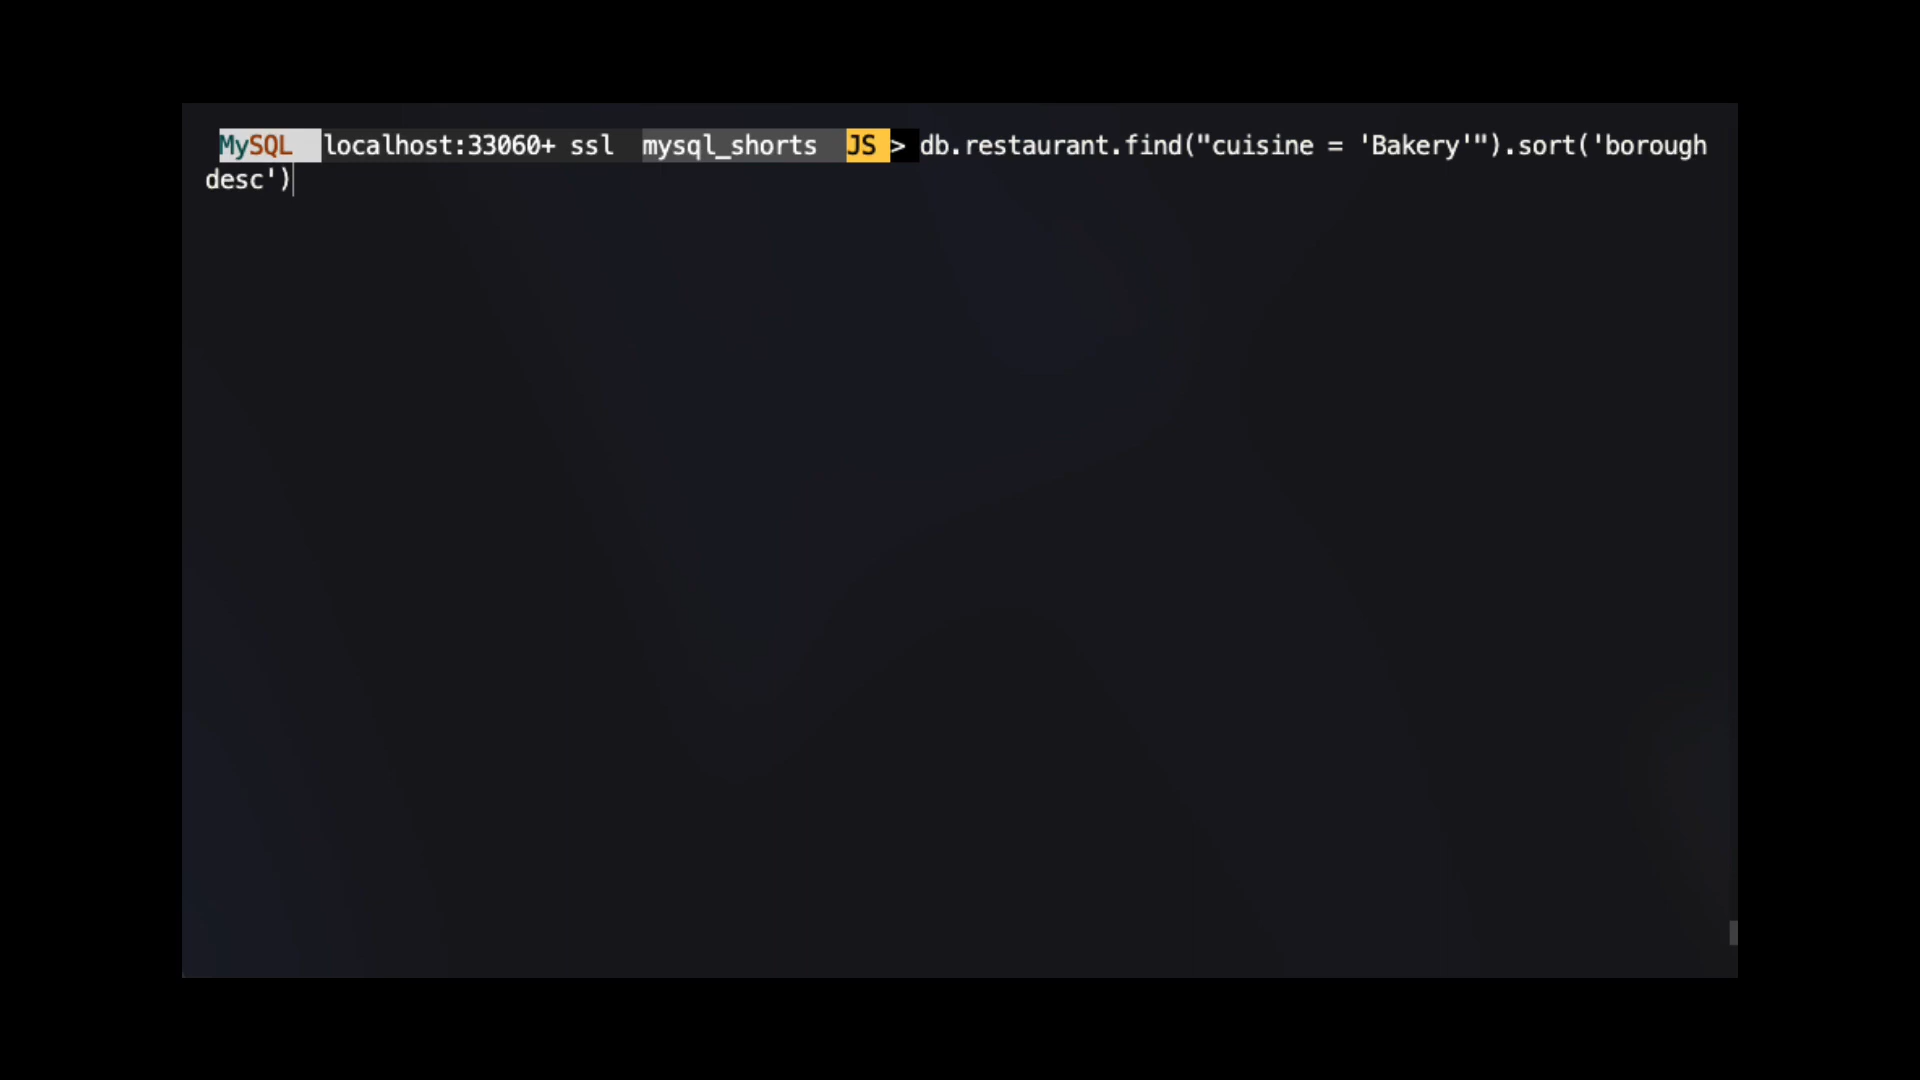 MySQL localhost:33060+ ssl mysql_shorts JS > db.restaurant.find("cuisine = 'Bakery'").sort('borough
desc')